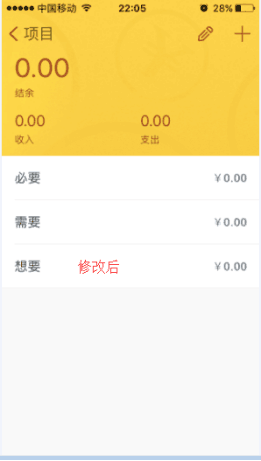 中国移动 22:05 28%
项目
0.00
结余
0.00 0.00
收入 支出
必要 ¥0.00
需要 ¥0.00
想要 修改后 ¥0.00